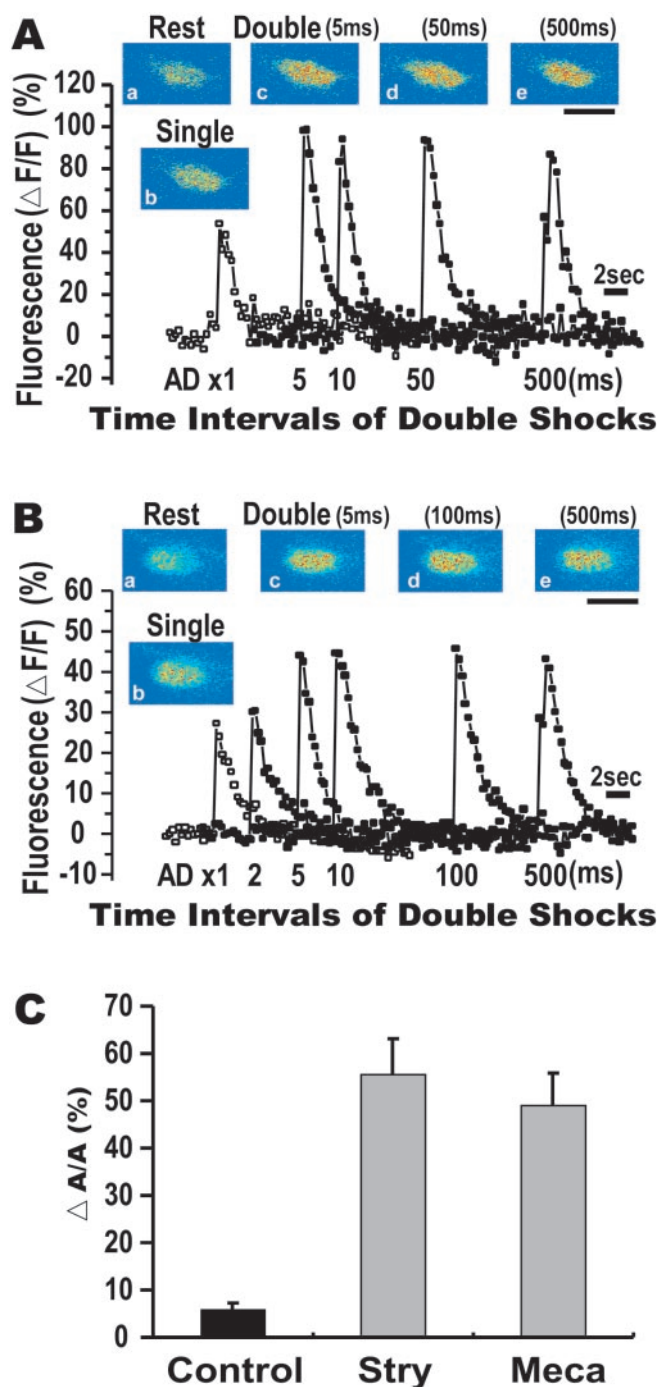 A
Rest
Double (5ms)
(50ms)
(500ms)
a
c
d
e
Single
b
Fluorescence (△F/F) (%)
120
100
80
60
40
20
0
-20
2sec
AD x1 5 10 50 500(ms)
Time Intervals of Double Shocks
B
Rest
Double (5ms)
(100ms)
(500ms)
a
c
d
e
Single
b
Fluorescence (△F/F) (%)
60
50
40
30
20
10
0
-10
2sec
AD x1 2 5 10 100 500(ms)
Time Intervals of Double Shocks
C
△ A/A (%)
70
60
50
40
30
20
10
0
Control Stry Meca